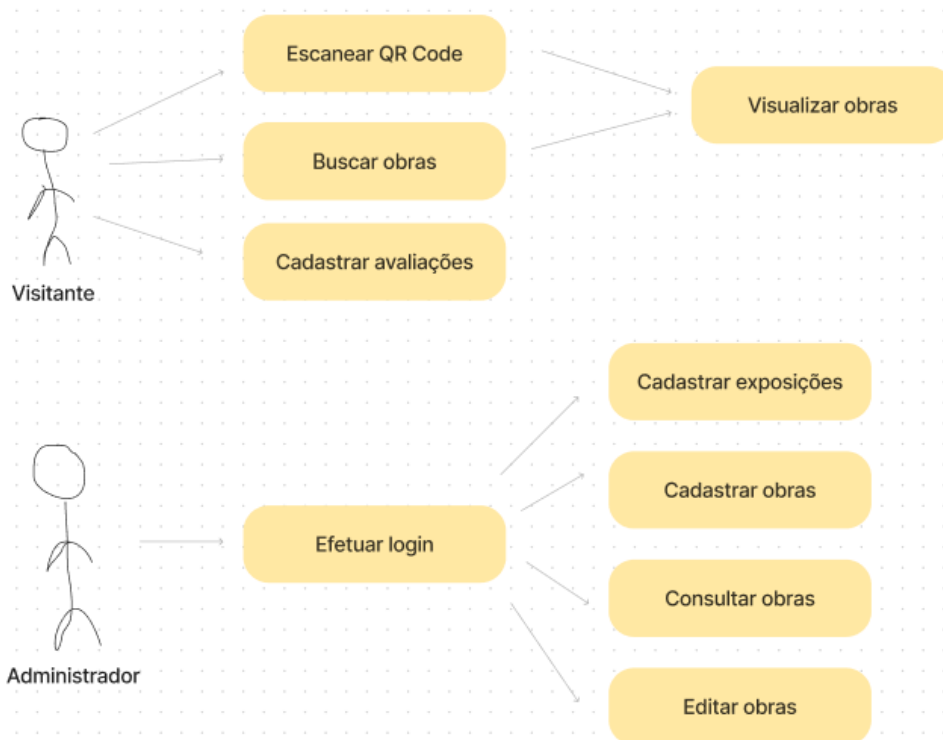 Escanear QR Code
Visualizar obras
Buscar obras
Cadastrar avaliações
Visitante
Cadastrar exposições
Cadastrar obras
Efetuar login
Consultar obras
Administrador
Editar obras